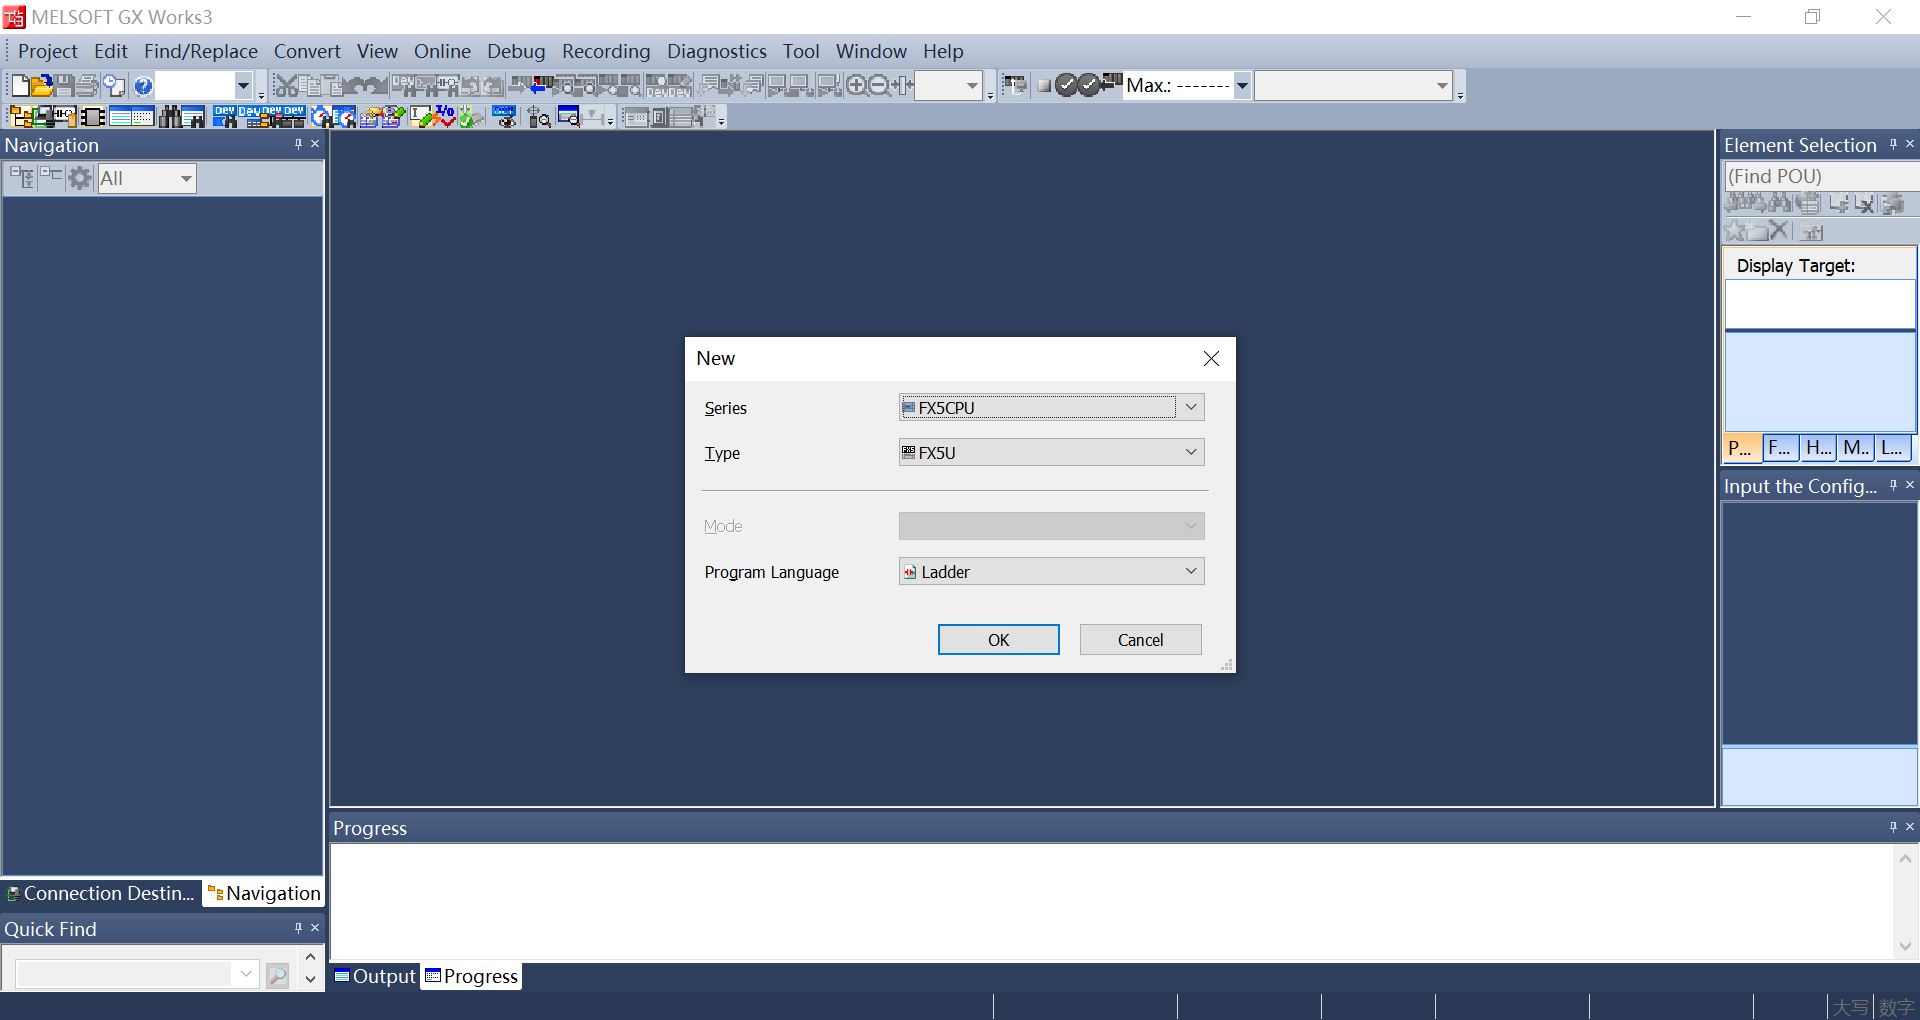 MELSOFT GX Works3
Project Edit Find/Replace Convert View Online Debug Recording Diagnostics Tool Window Help
Max.: -------
Navigation
All
Element Selection
(Find POU)
Display Target:
P... F... H... M.. L...
Input the Config...
New
Series FX5CPU
Type FX5U
Mode
Program Language Ladder
OK Cancel
Progress
Connection Destin... Navigation
Quick Find
Output Progress
大写 数字